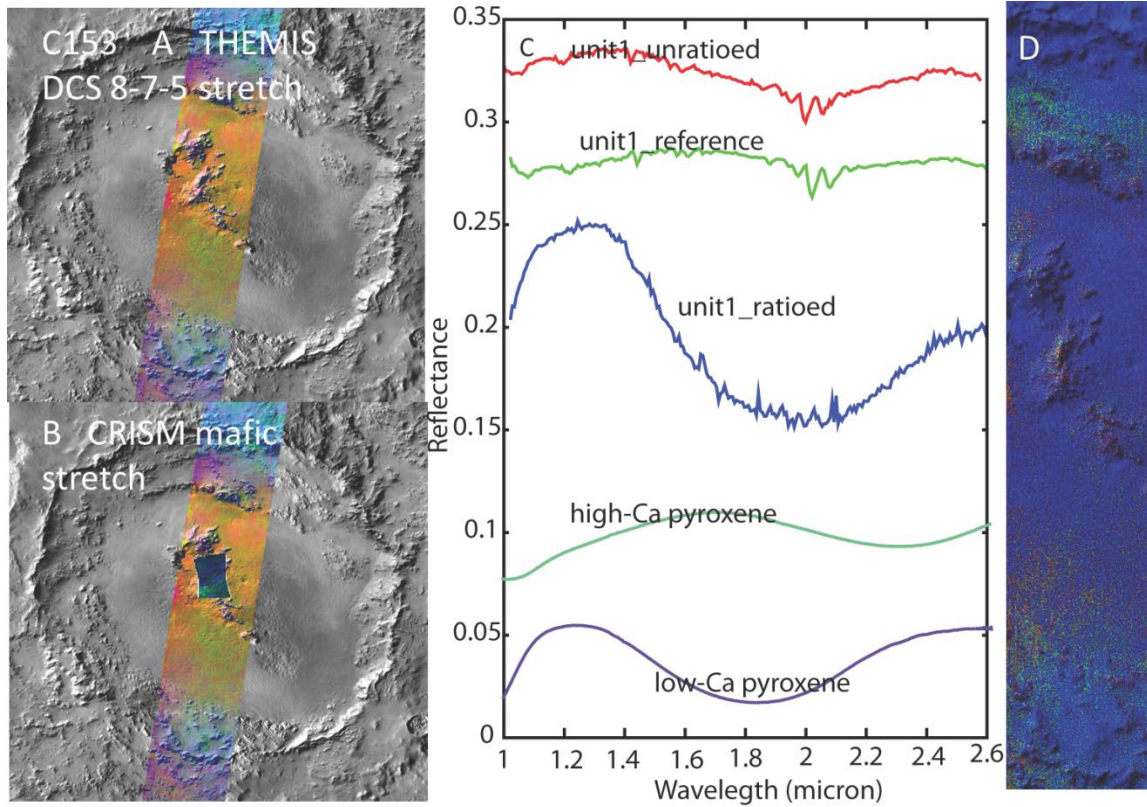 C153 A THEMIS
DCS 8-7-5 stretch
B CRISM mafic
stretch
C
unit1_unratioed
unit1_reference
unit1_ratioed
high-Ca pyroxene
low-Ca pyroxene
Reflectance
0.35
0.3
0.25
0.2
0.15
0.1
0.05
0
1
1.2
1.4
1.6
1.8
2
2.2
2.4
2.6
Wavelegth (micron)
D